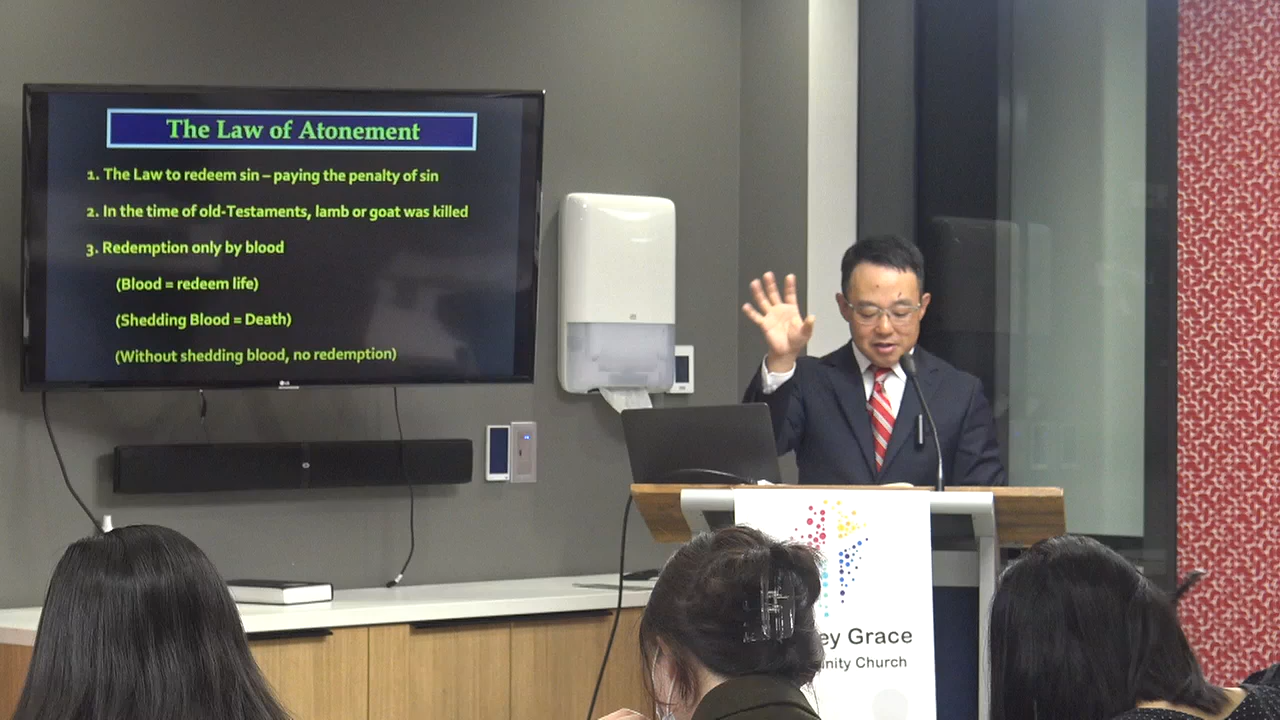 The Law of Atonement
1. The Law to redeem sin – paying the penalty of sin
2. In the time of old-Testaments, lamb or goat was killed
3. Redemption only by blood
(Blood = redeem life)
(Shedding Blood = Death)
(Without shedding blood, no redemption)
LG
ey Grace
nity Church